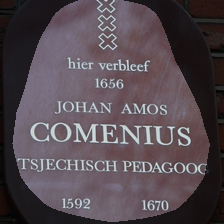 hier verbleef
1656
JOHAN AMOS
COMENIUS
TSJECHISCH PEDAGOOG
1592 1670